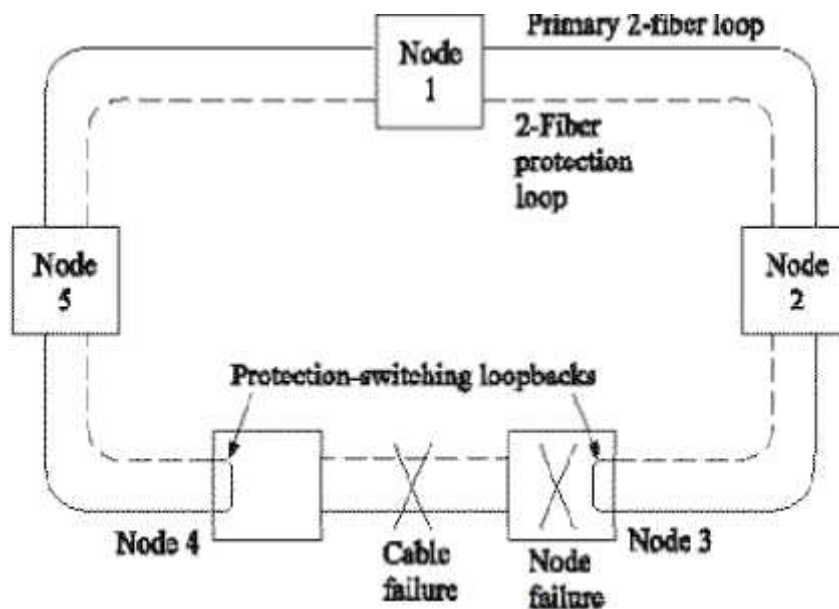 Primary 2-fiber loop
Node
1
2-Fiber
protection
loop
Node
5
Node
2
Protection-switching loopbacks
Node 4
Cable
failure
Node
failure
Node 3